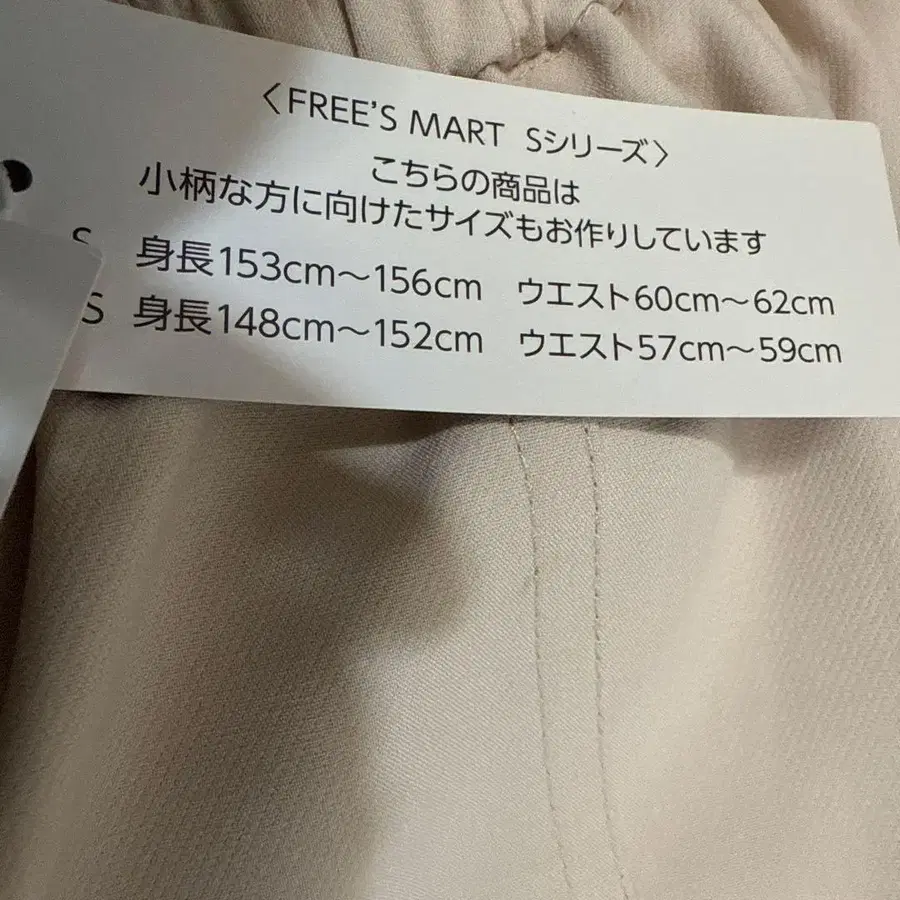 〈FREE'S MART Sシリーズ〉
こちらの商品は
小柄な方に向けたサイズもお作りしています
S 身長153cm～156cm ウエスト60cm～62cm
S 身長148cm～152cm ウエスト57cm～59cm